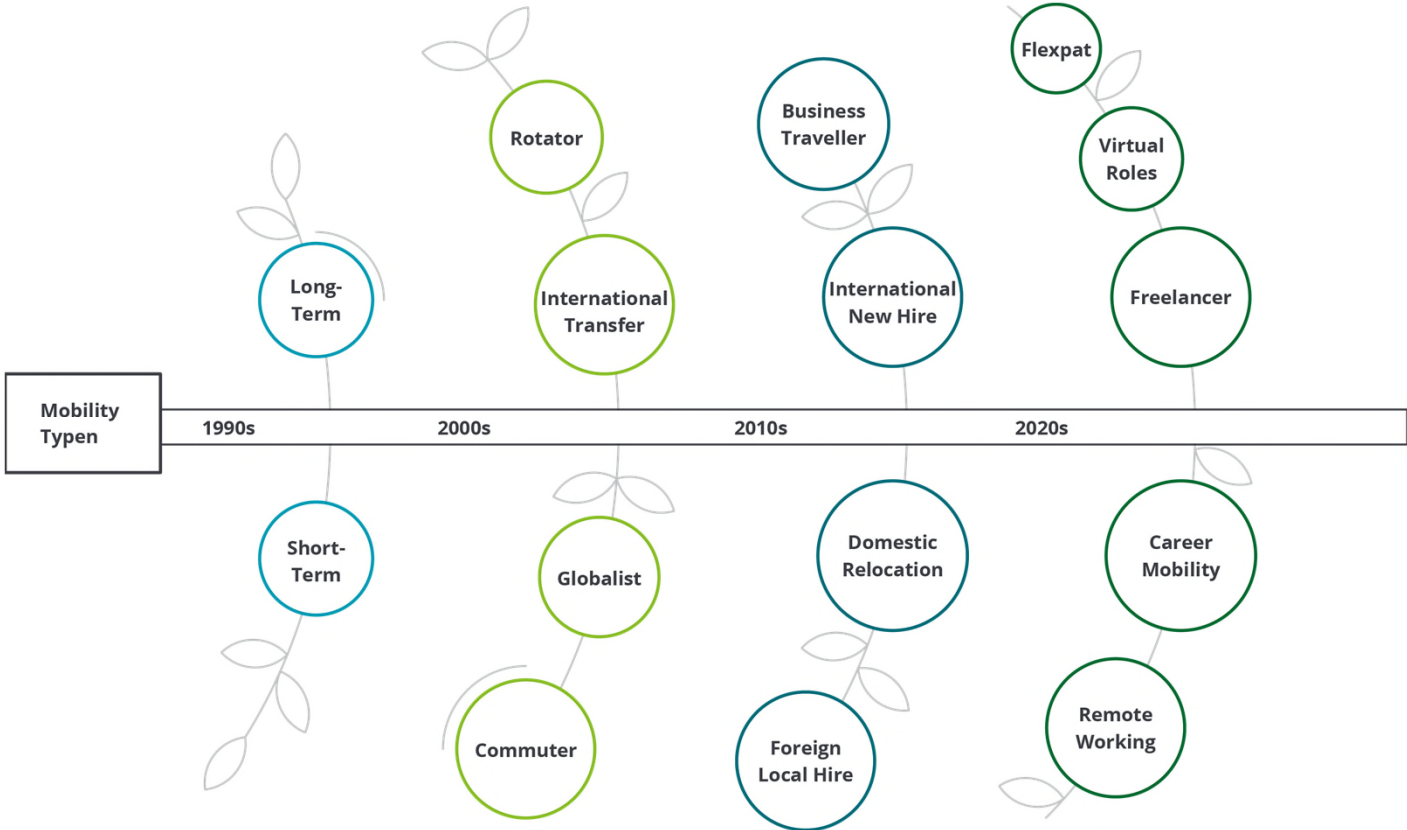 Flexpat
Business
Traveller
Rotator
Virtual
Roles
Long-
Term
International
Transfer
International
New Hire
Freelancer
Mobility
Typen
1990s
2000s
2010s
2020s
Short-
Term
Globalist
Domestic
Relocation
Career
Mobility
Commuter
Foreign
Local Hire
Remote
Working